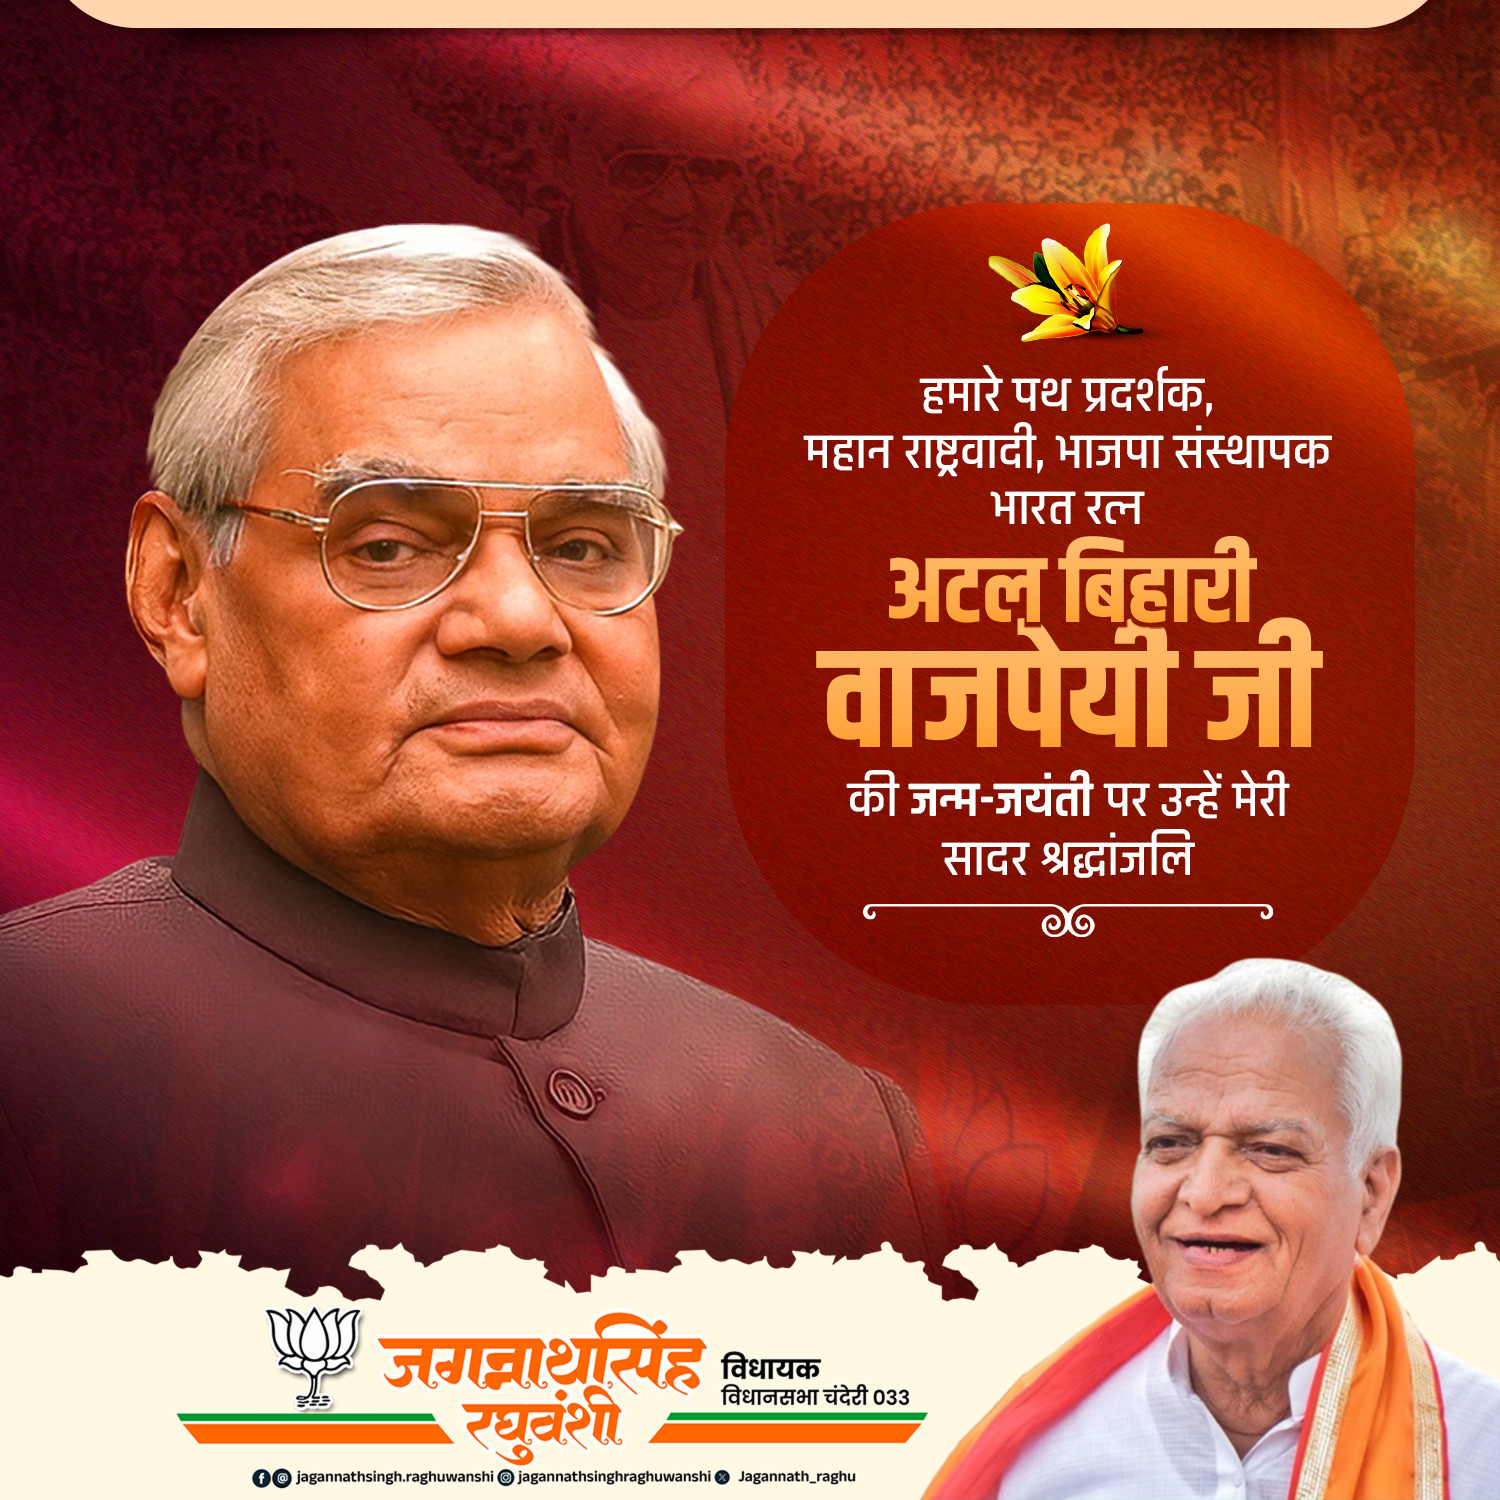 हमारे पथ प्रदर्शक,
महान राष्ट्रवादी, भाजपा संस्थापक
भारत रत्न
अटल बिहारी
वाजपेयी जी
की जन्म-जयंती पर उन्हें मेरी
सादर श्रद्धांजलि
जगन्नाथसिंह
रघुवंशी
विधायक
विधानसभा चंदेरी 033
jagannathsingh.raghuwanshi jagannathsinghraghuwanshi Jagannath_raghu